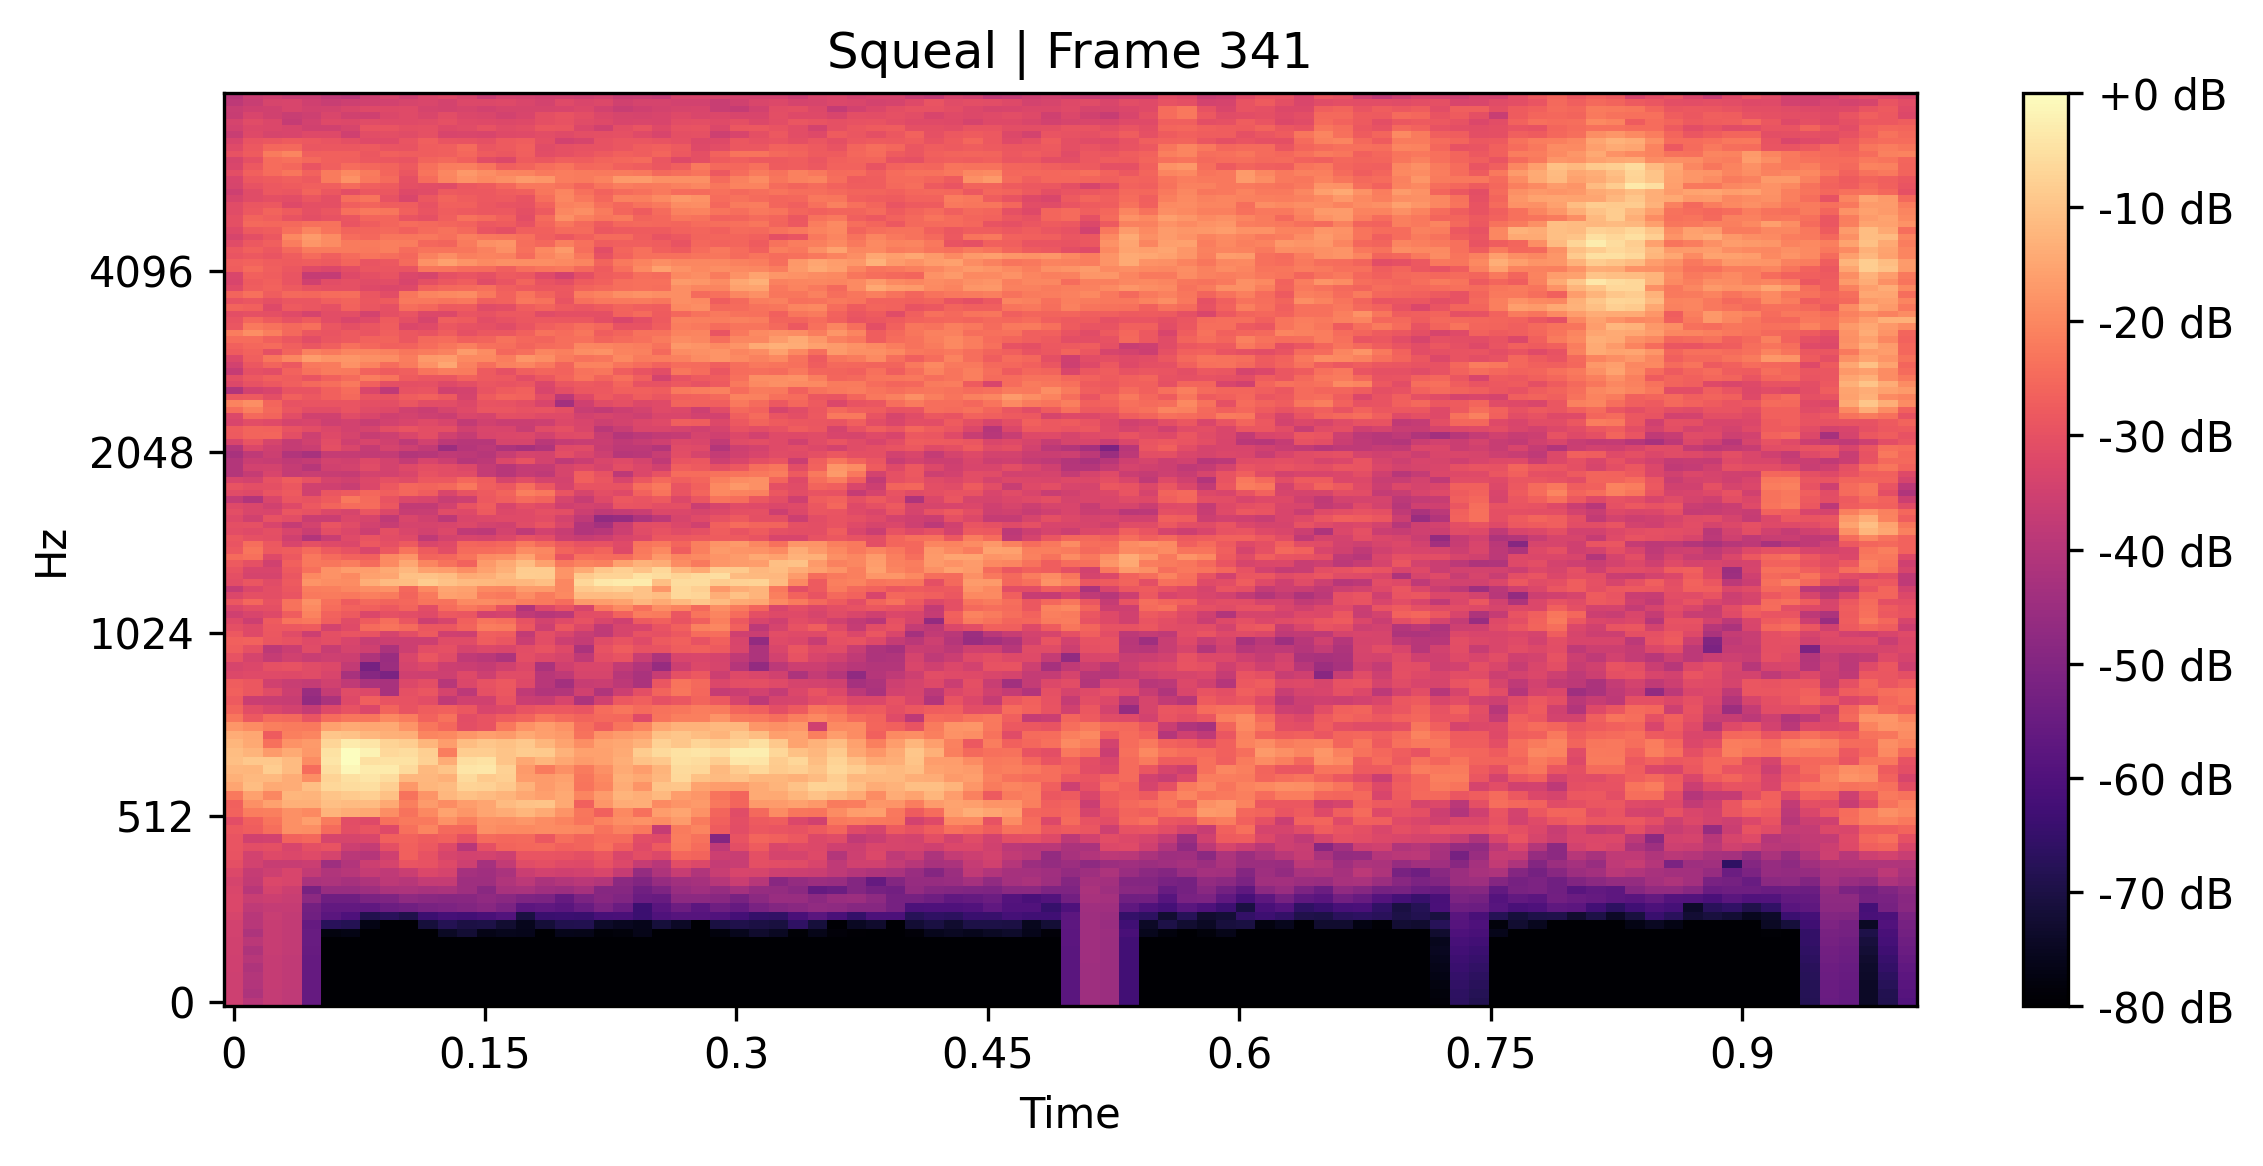 Squeal | Frame 341
Hz
4096
2048
1024
512
0
0 0.15 0.3 0.45 0.6 0.75 0.9
Time
+0 dB
-10 dB
-20 dB
-30 dB
-40 dB
-50 dB
-60 dB
-70 dB
-80 dB